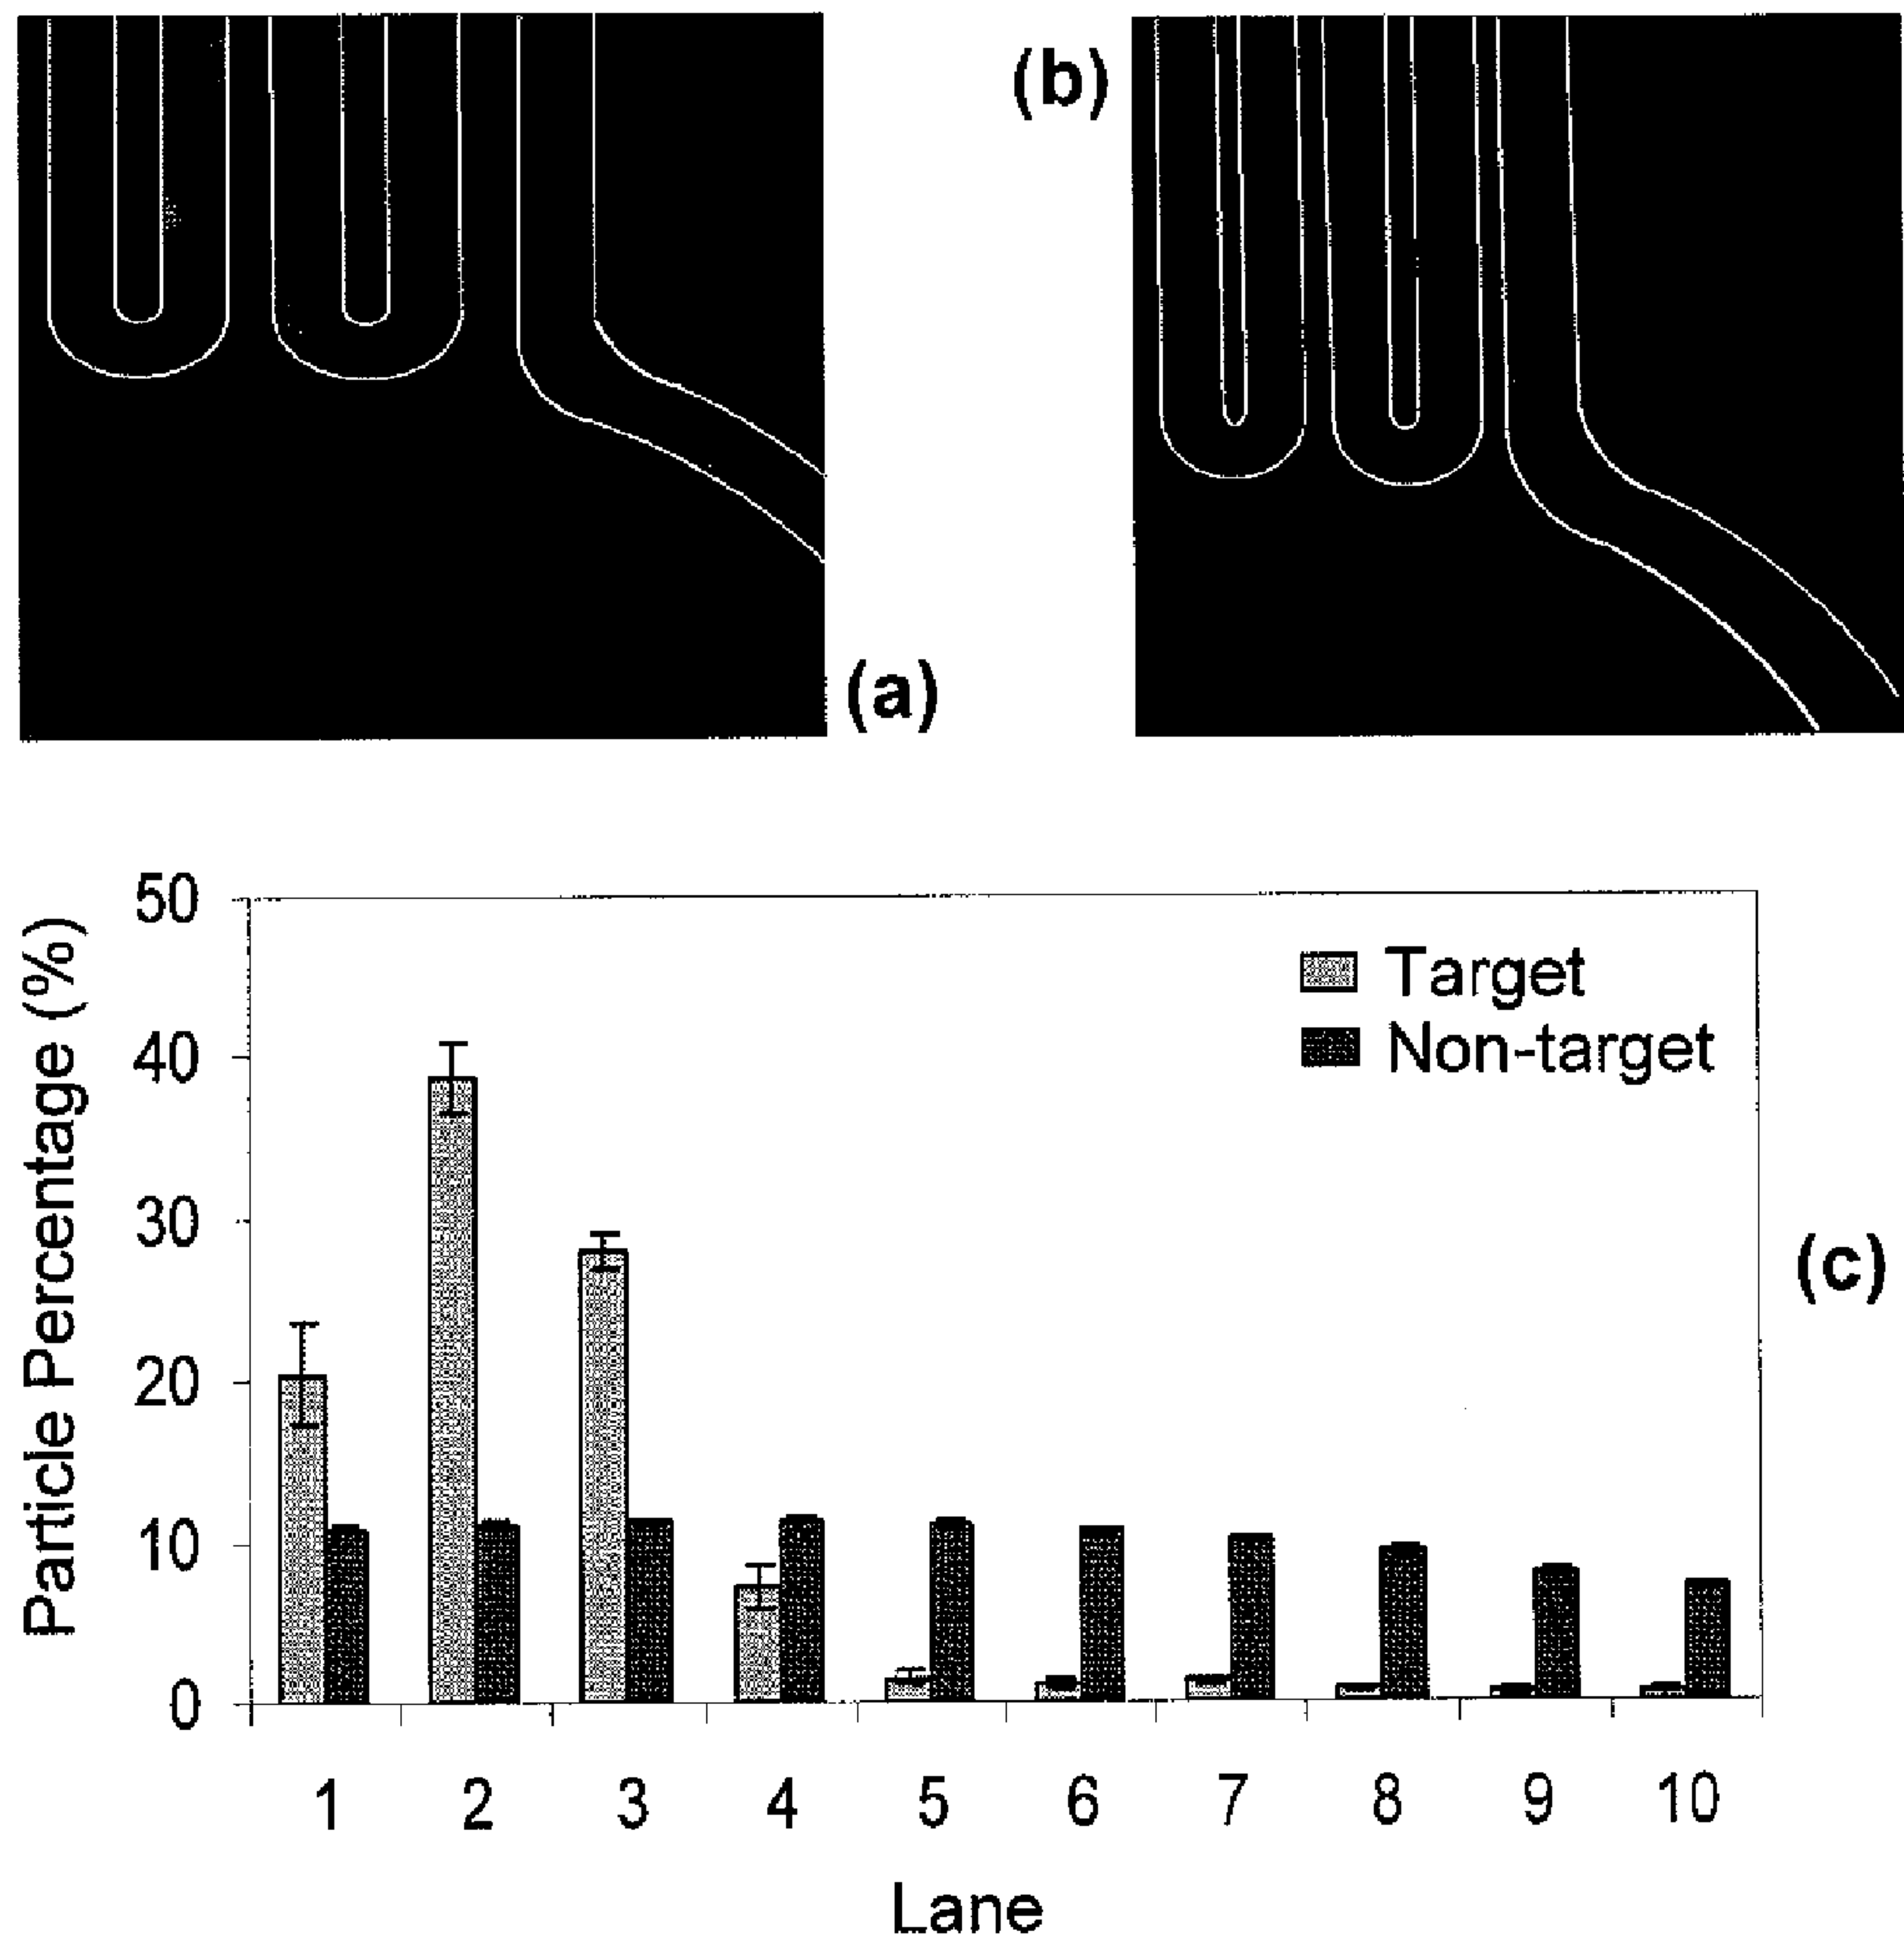 (b)
(a)
Particle Percentage (%)
50
40
30
20
10
0
Target
Non-target
(c)
1 2 3 4 5 6 7 8 9 10
Lane